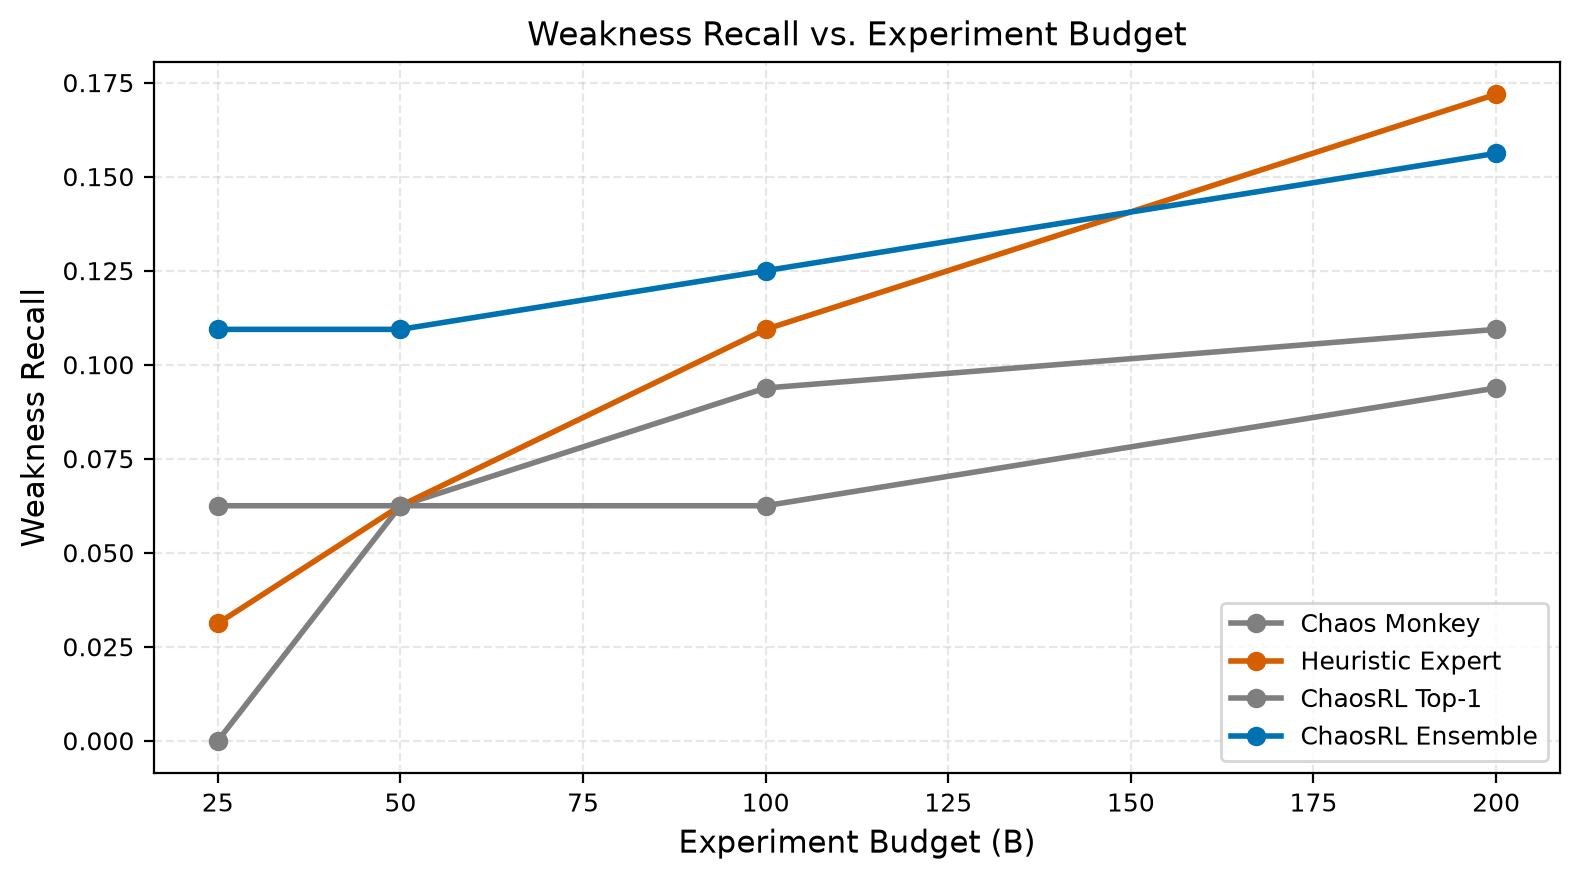 Weakness Recall vs. Experiment Budget
Weakness Recall
0.175
0.150
0.125
0.100
0.075
0.050
0.025
0.000
25 50 75 100 125 150 175 200
Experiment Budget (B)
Chaos Monkey
Heuristic Expert
ChaosRL Top-1
ChaosRL Ensemble